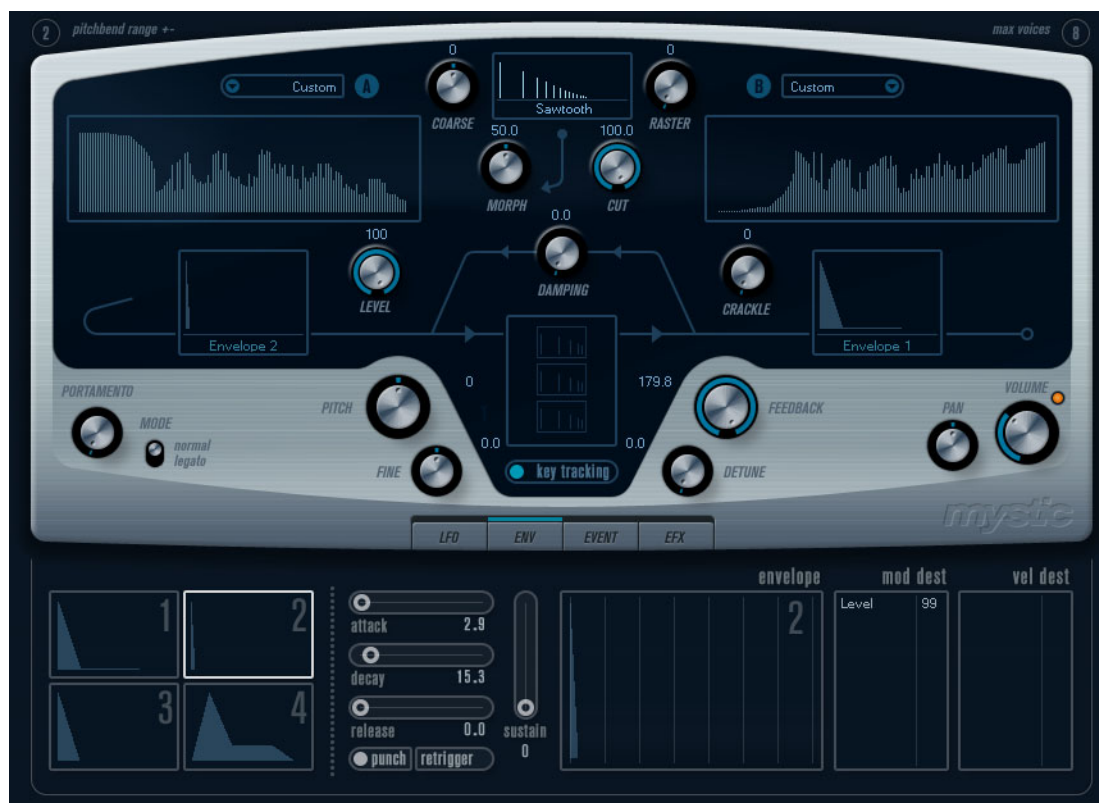 2 pitchbend range +-
max voices 8
0
0
Custom A
B Custom
Sawtooth
COARSE
RASTER
50.0
100.0
MORPH
CUT
0.0
100
0
DAMPING
LEVEL
CRACKLE
Envelope 2
Envelope 1
PORTAMENTO
0
179.8
VOLUME
PITCH
FEEDBACK
PAN
MODE
normal
legato
0.0
0.0
FINE
key tracking
DETUNE
mystic
LFO ENV EVENT EFX
envelope
mod dest
vel dest
1
2
3
4
attack 2.9
decay 15.3
release 0.0
sustain
0
punch retrigger
2
Level 99